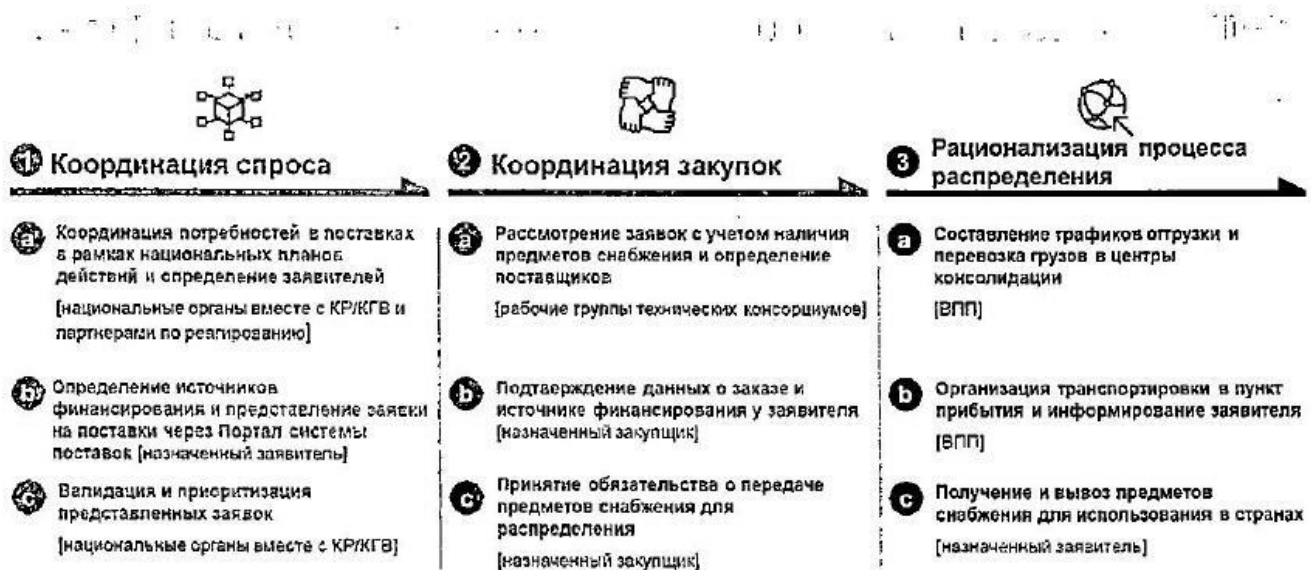 1 Координация спроса
a Координация потребностей в поставках
в рамках национальных планов
действий и определение заявителей
[национальные органы вместе с КР/КГВ и
партнерами по реагированию]
b Определение источников
финансирования и представление заявки
на поставки через Портал системы
поставок [назначенный заявитель]
c Валидация и приоритизация
представленных заявок
[национальные органы вместе с КР/КГВ]
2 Координация закупок
a Рассмотрение заявок с учетом наличия
предметов снабжения и определение
поставщиков
[рабочие группы технических консорциумов]
b Подтверждение данных о заказе и
источнике финансирования у заявителя
[назначенный закупщик]
c Принятие обязательства о передаче
предметов снабжения для
распределения
[назначенный закупщик]
3 Рационализация процесса
распределения
a Составление графиков отгрузки и
перевозка грузов в центры
консолидации
[ВПП]
b Организация транспортировки в пункт
прибытия и информирование заявителя
[ВПП]
c Получение и вывоз предметов
снабжения для использования в странах
[назначенный заявитель]